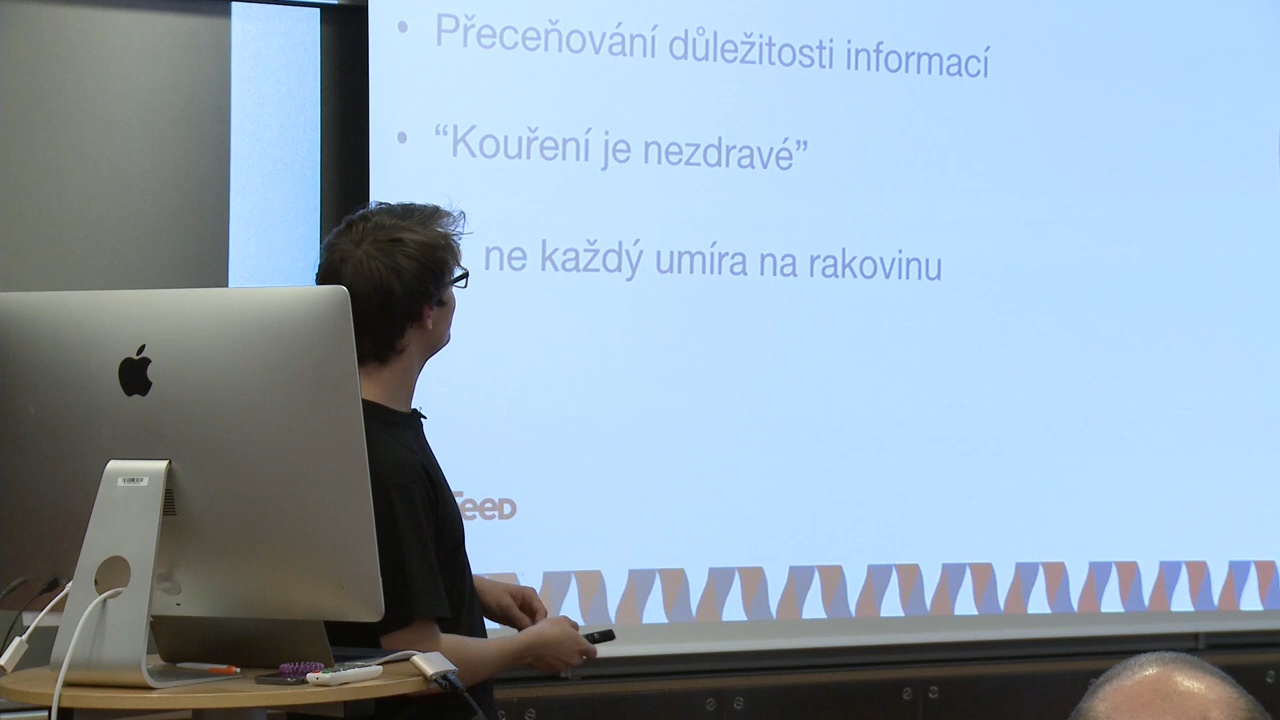 • Přeceňování důležitosti informací
• “Kouření je nezdravé”
ne každý umíra na rakovinu